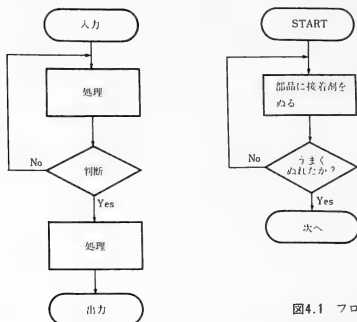 入力
処理
判断
No
Yes
処理
出力
START
部品に接着剤を
ぬる
うまく
ぬれたか?
No
Yes
次へ
図4.1 フロ